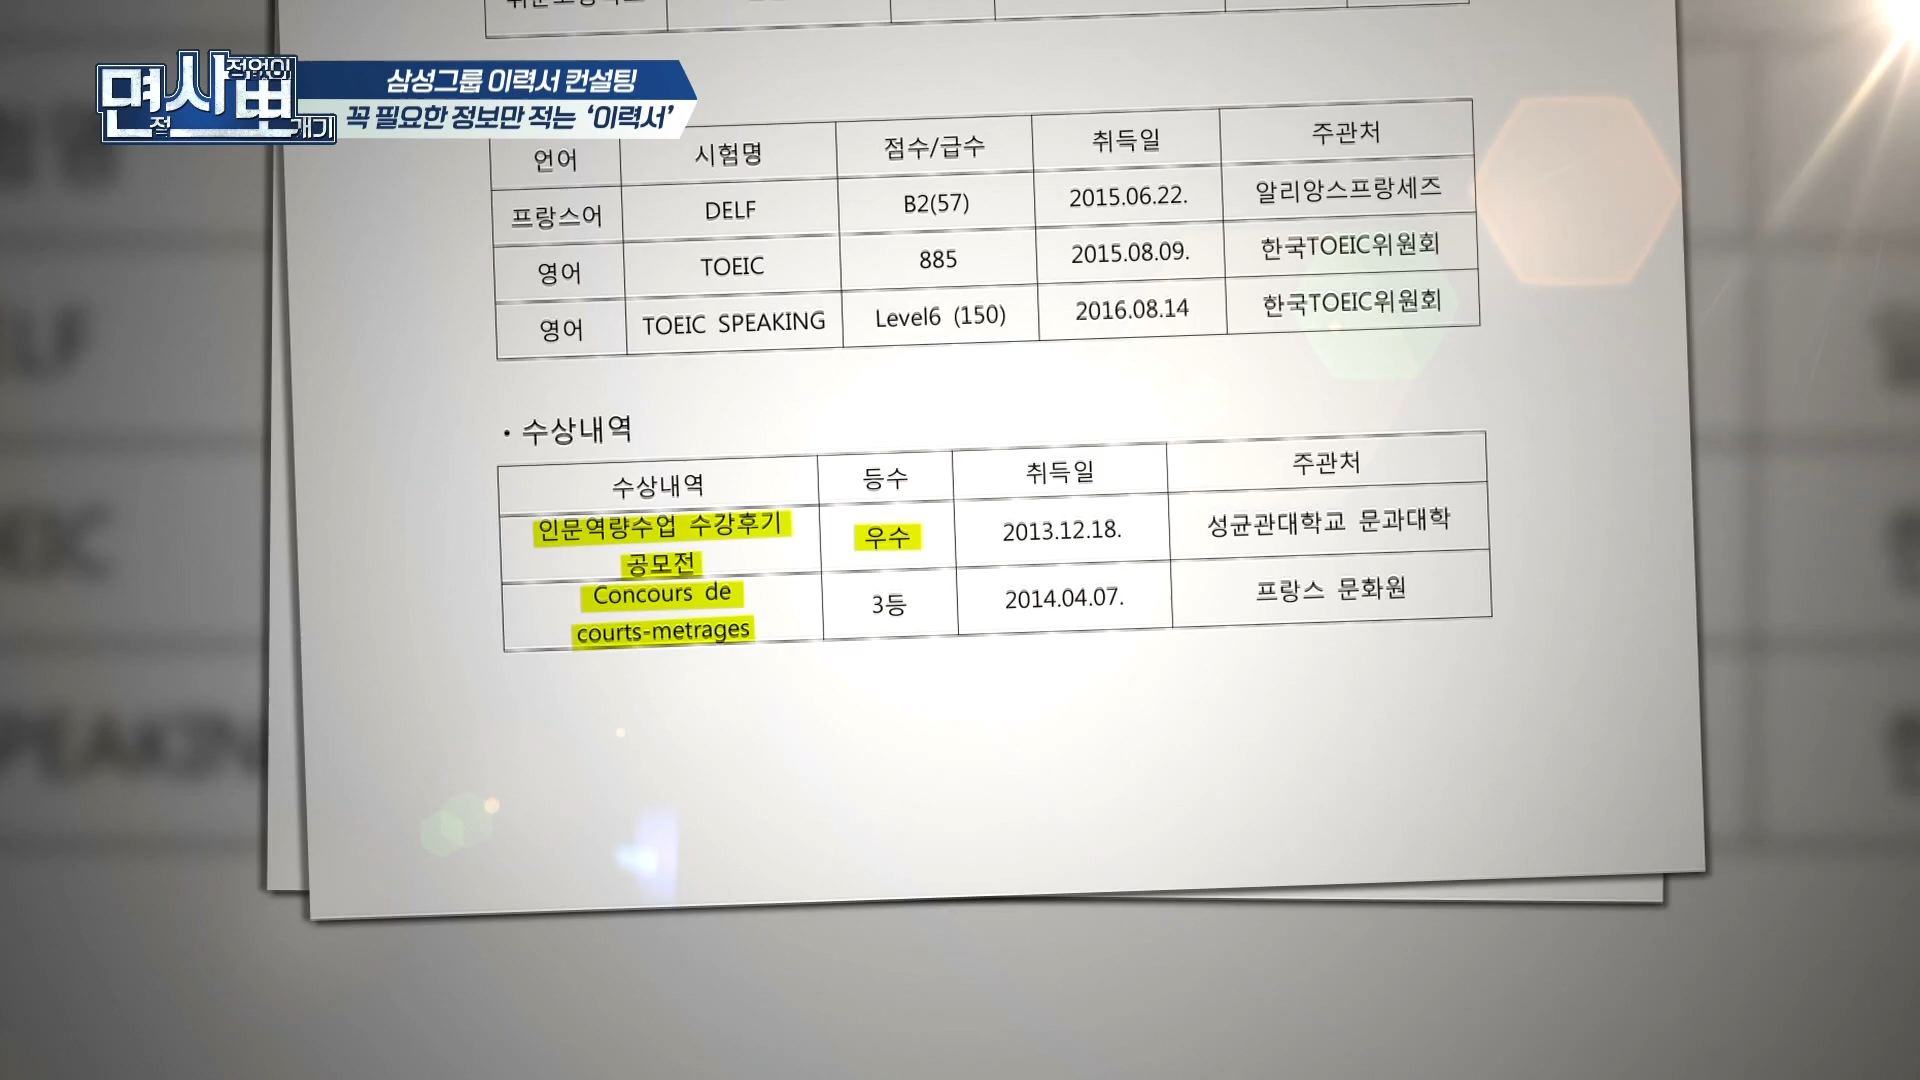 면접 사정없이 뽀개기
삼성그룹 이력서 컨설팅
꼭 필요한 정보만 적는 ‘이력서’
언어 시험명 점수/급수 취득일 주관처
프랑스어 DELF B2(57) 2015.06.22. 알리앙스프랑세즈
영어 TOEIC 885 2015.08.09. 한국TOEIC위원회
영어 TOEIC SPEAKING Level6 (150) 2016.08.14 한국TOEIC위원회
· 수상내역
수상내역 등수 취득일 주관처
인문역량수업 수강후기
공모전 우수 2013.12.18. 성균관대학교 문과대학
Concours de
courts-metrages 3등 2014.04.07. 프랑스 문화원